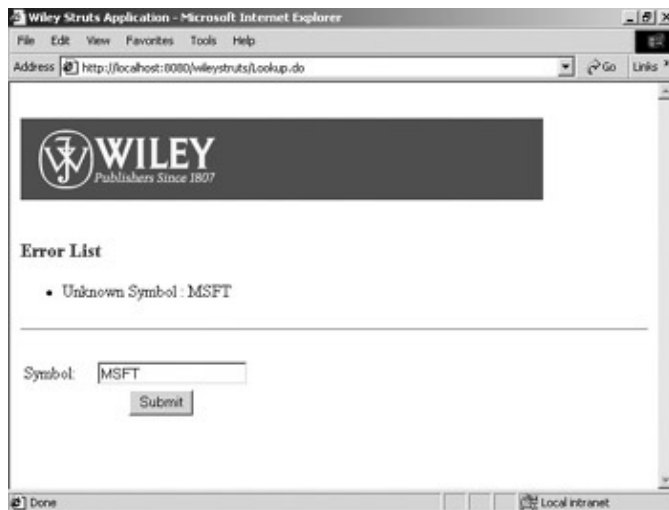 Wiley Struts Application - Microsoft Internet Explorer
File Edit View Favorites Tools Help
Address http://localhost:8080/wileystruts/Lookup.do Go Links »
WILEY
Publishers Since 1807
Error List
• Unknown Symbol : MSFT
Symbol: MSFT
Submit
Done Local intranet